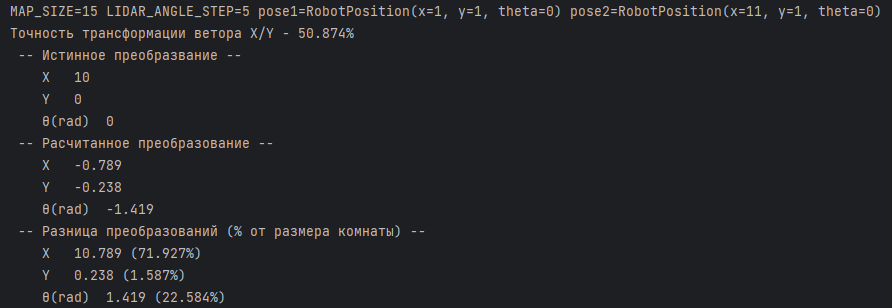 MAP_SIZE=15 LIDAR_ANGLE_STEP=5 pose1=RobotPosition(x=1, y=1, theta=0) pose2=RobotPosition(x=11, y=1, theta=0)
Точность трансформации ветора X/Y - 50.874%
-- Истинное преобразвание --
X 10
Y 0
θ(rad) 0
-- Расчитанное преобразование --
X -0.789
Y -0.238
θ(rad) -1.419
-- Разница преобразований (% от размера комнаты) --
X 10.789 (71.927%)
Y 0.238 (1.587%)
θ(rad) 1.419 (22.584%)